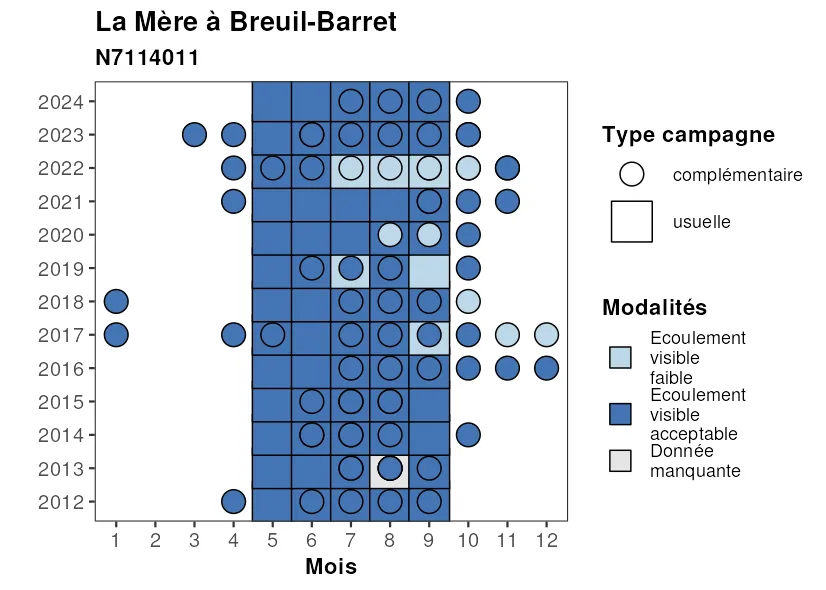 La Mère à Breuil-Barret
N7114011
2024
2023
2022
2021
2020
2019
2018
2017
2016
2015
2014
2013
2012
1 2 3 4 5 6 7 8 9 10 11 12
Mois
Type campagne
complémentaire
usuelle
Modalités
Ecoulement
visible
faible
Ecoulement
visible
acceptable
Donnée
manquante